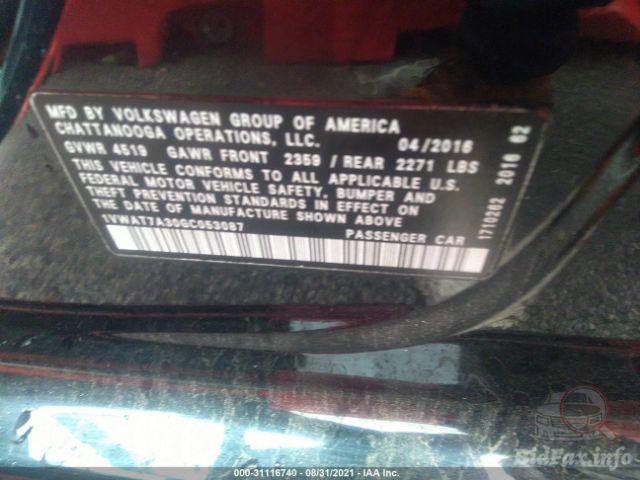 MFD BY VOLKSWAGEN GROUP OF AMERICA
CHATTANOOGA OPERATIONS, LLC. 04/2016
GVWR 4519 GAWR FRONT 2359 / REAR 2271 LBS
THIS VEHICLE CONFORMS TO ALL APPLICABLE U.S.
FEDERAL MOTOR VEHICLE SAFETY, BUMPER AND
THEFT PREVENTION STANDARDS IN EFFECT ON
THE DATE OF MANUFACTURE SHOWN ABOVE
1VWAT7A30GC053087 PASSENGER CAR
1710262 2016 02
000-31116740 - 08/31/2021 - IAA Inc.
BidFax.info